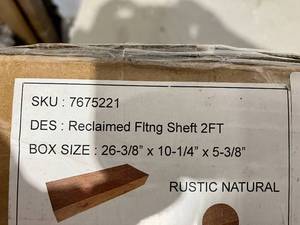 SKU : 7675221
DES : Reclaimed Fltng Sheft 2FT
BOX SIZE : 26-3/8" x 10-1/4" x 5-3/8"
RUSTIC NATURAL